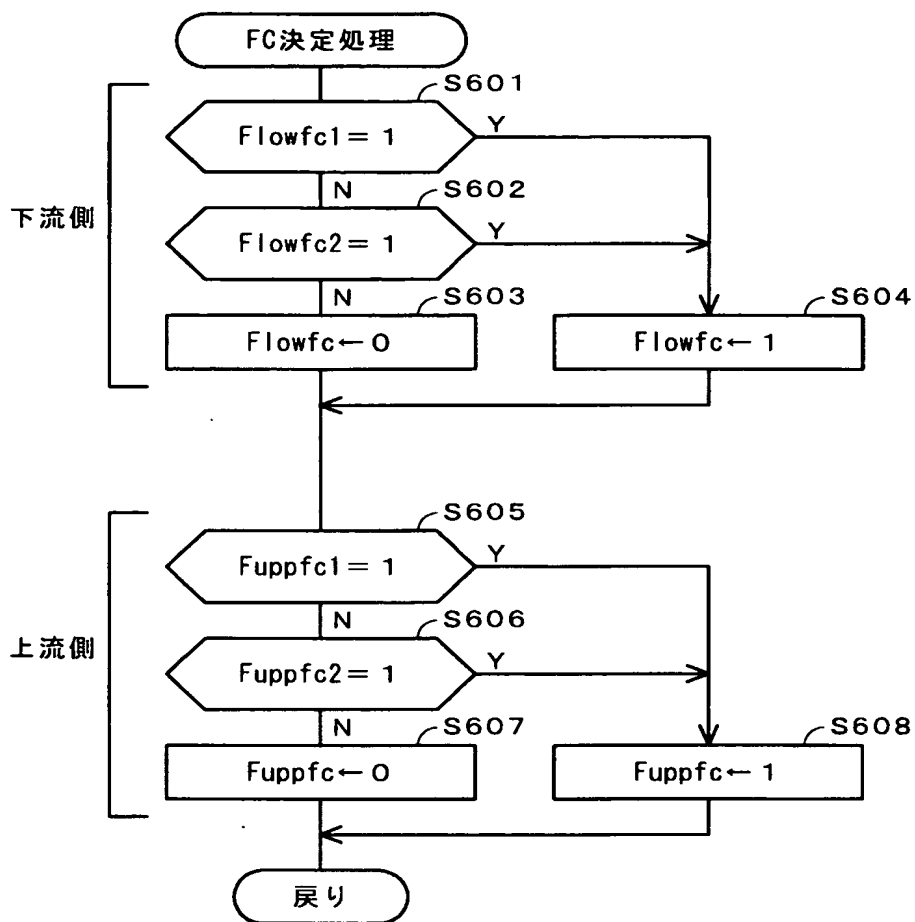 FC決定処理
S601
Flowfc1＝1
Y
N
S602
下流側
Flowfc2＝1
Y
N
S603
S604
Flowfc←0
Flowfc←1
S605
Fuppfc1＝1
Y
N
S606
上流側
Fuppfc2＝1
Y
N
S607
S608
Fuppfc←0
Fuppfc←1
戻り